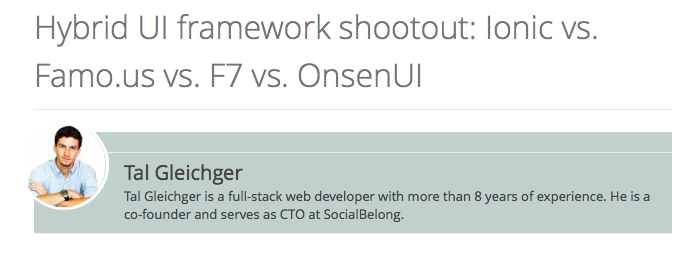 Hybrid UI framework shootout: Ionic vs.
Famo.us vs. F7 vs. OnsenUI
Tal Gleichger
Tal Gleichger is a full-stack web developer with more than 8 years of experience. He is a
co-founder and serves as CTO at SocialBelong.